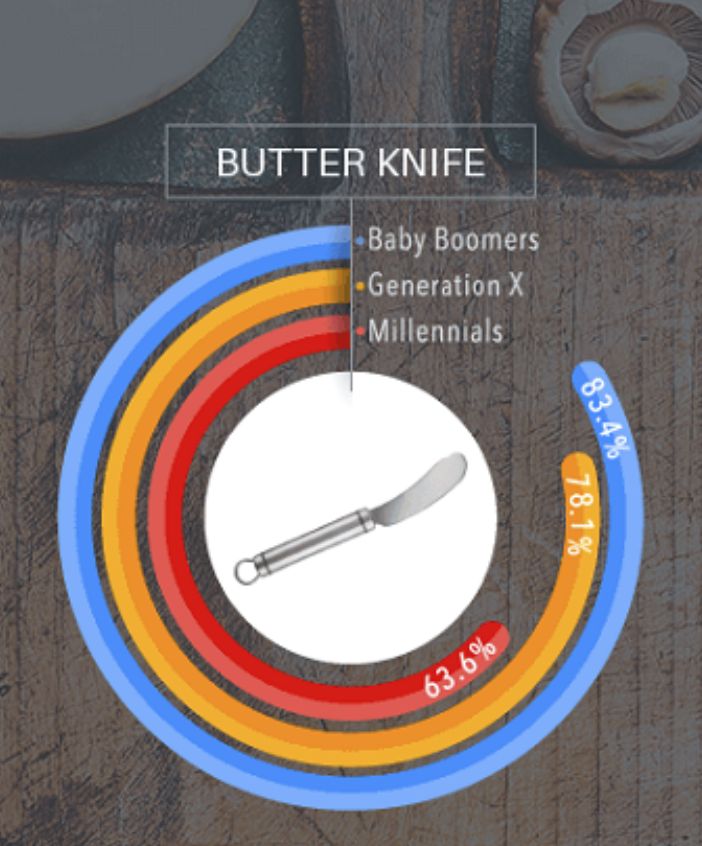 BUTTER KNIFE
Baby Boomers
Generation X
Millennials
83.4%
78.1%
63.6%